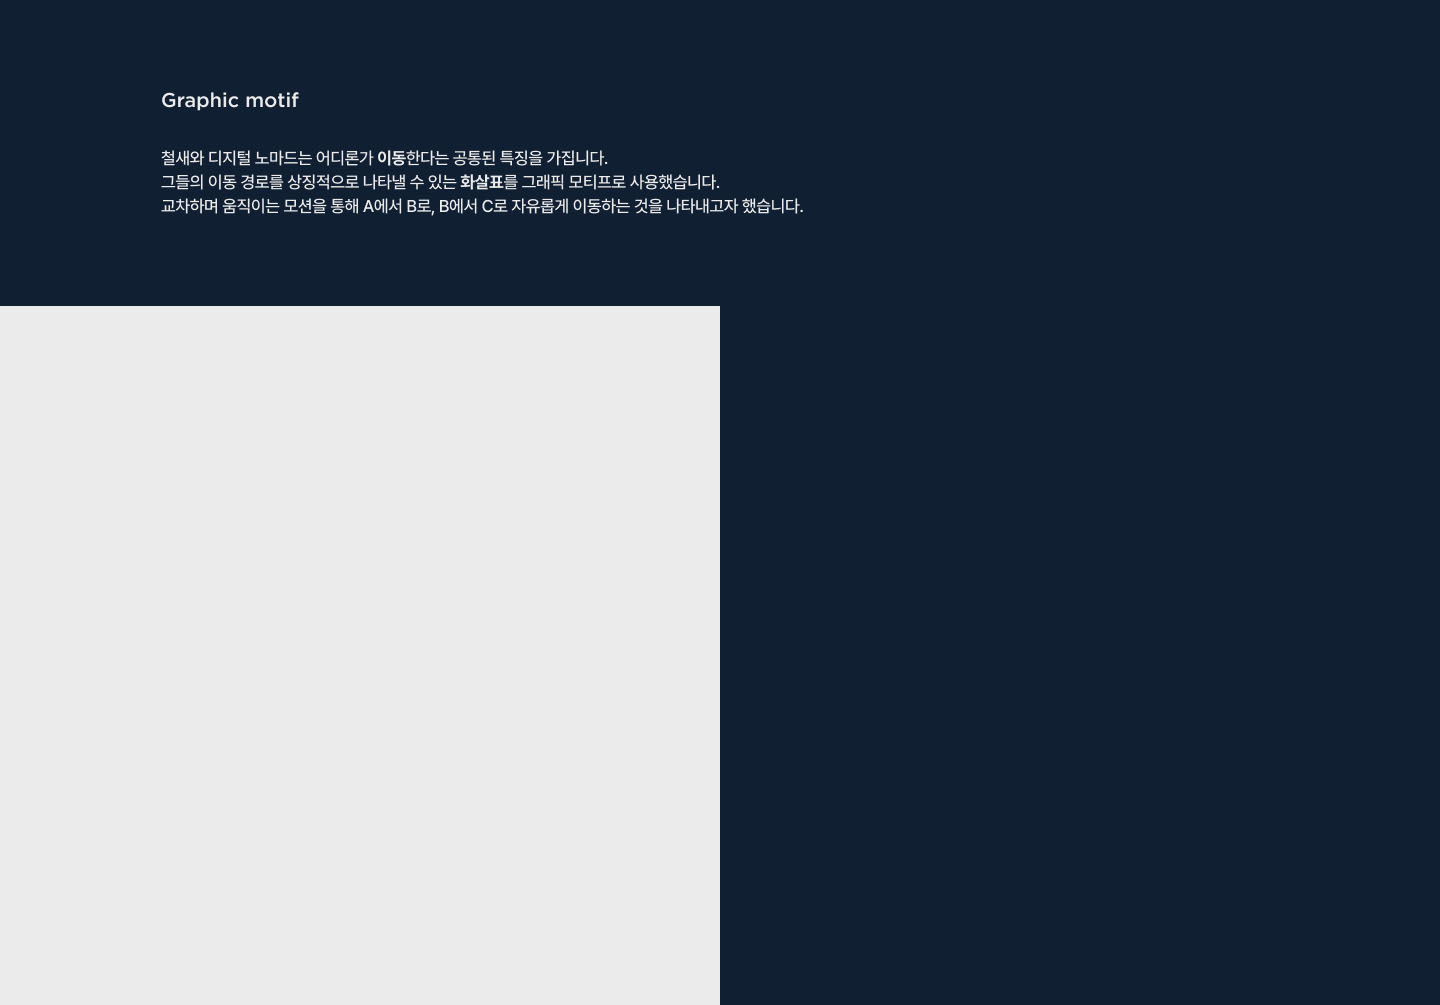 Graphic motif
철새와 디지털 노마드는 어디론가 이동한다는 공통된 특징을 가집니다.
그들의 이동 경로를 상징적으로 나타낼 수 있는 화살표를 그래픽 모티프로 사용했습니다.
교차하며 움직이는 모션을 통해 A에서 B로, B에서 C로 자유롭게 이동하는 것을 나타내고자 했습니다.